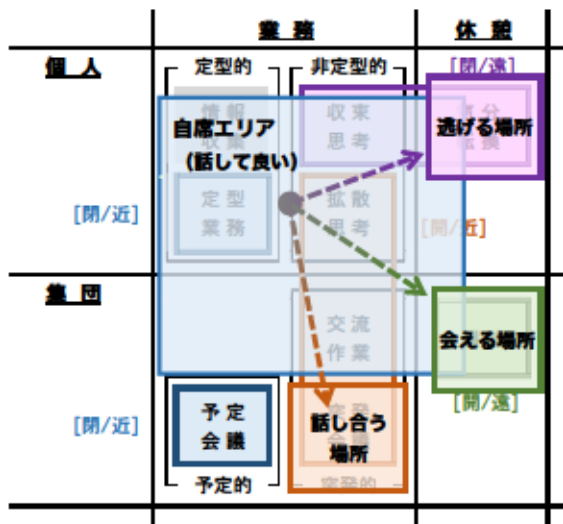 業務
休憩
個人
定型的
非定型的
[閉/遠]
情報
収集
自席エリア
（話して良い）
収束
思考
気分
転換
逃げる場所
[閉/近]
定型
業務
拡散
思考
[開/近]
集団
交流
作業
会える場所
[開/遠]
[閉/近]
予定
会議
突発
会議
話し合う
場所
予定的
突発的